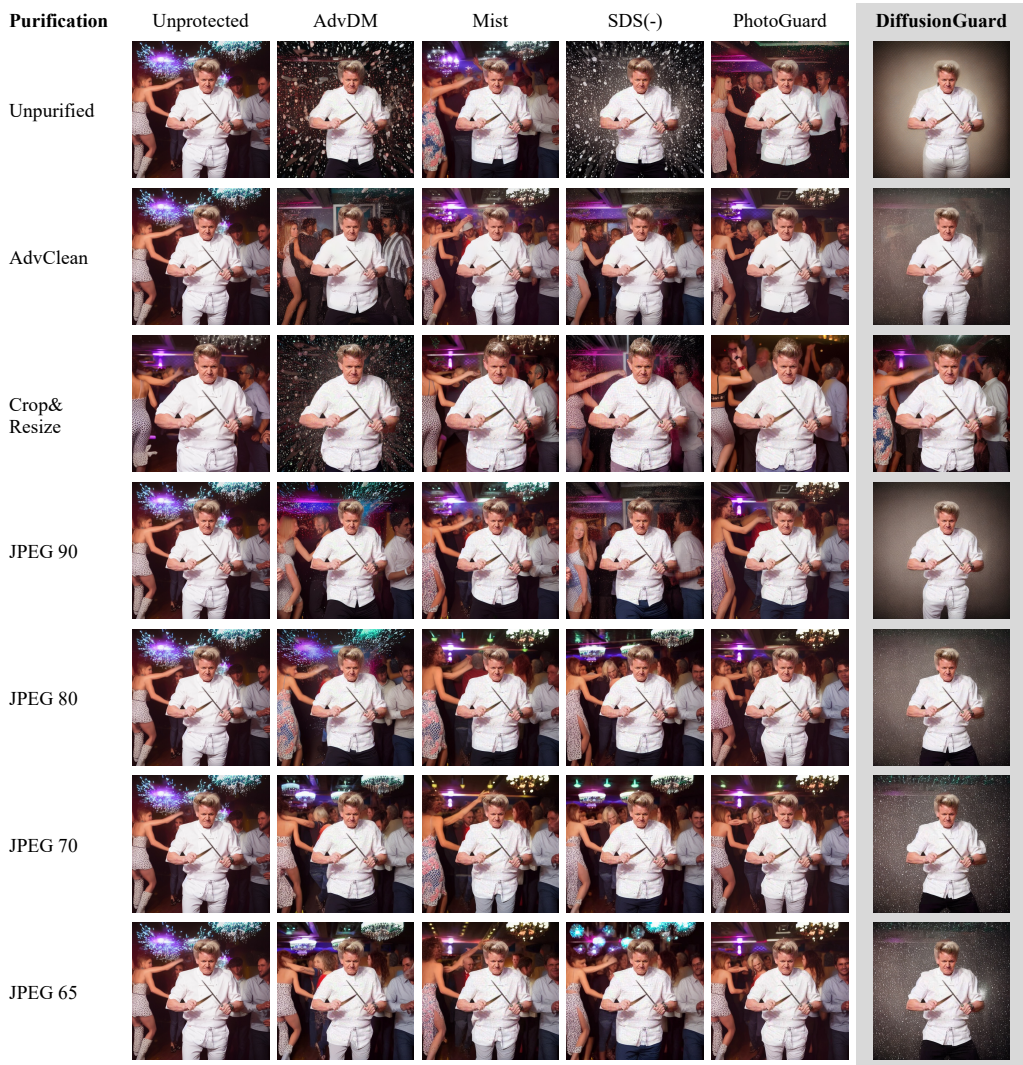 Purification Unprotected AdvDM Mist SDS(-) PhotoGuard DiffusionGuard
Unpurified
AdvClean
Crop&
Resize
JPEG 90
JPEG 80
JPEG 70
JPEG 65